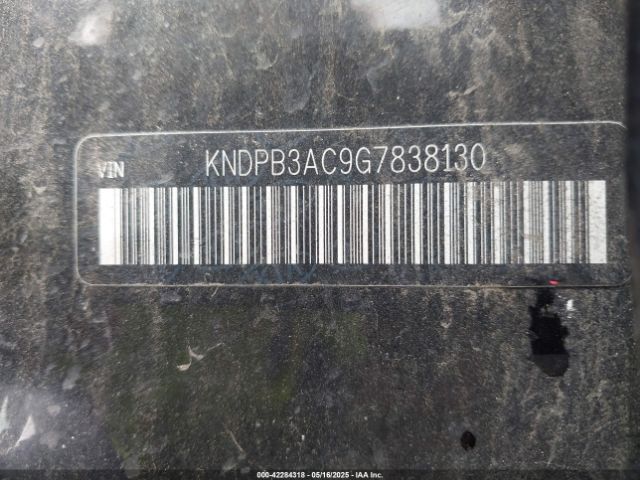 VIN KNDPB3AC9G7838130
000-42284318 - 05/16/2025 - IAA Inc.